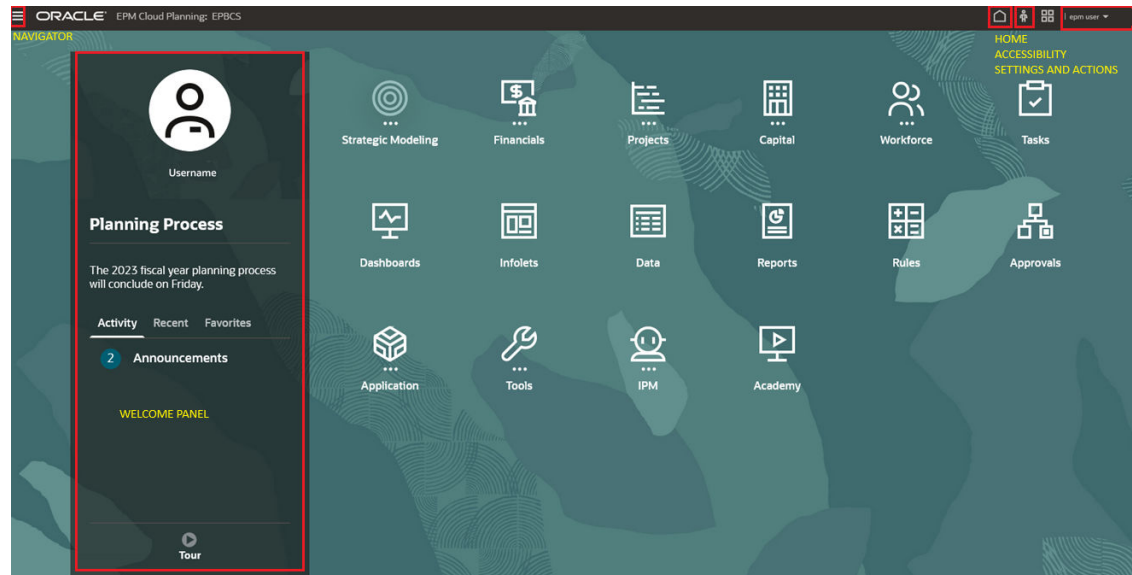 ORACLE EPM Cloud Planning: EPBCS
epm user
NAVIGATOR
HOME
ACCESSIBILITY
SETTINGS AND ACTIONS
Username
Planning Process
The 2023 fiscal year planning process
will conclude on Friday.
Activity Recent Favorites
2 Announcements
WELCOME PANEL
Tour
Strategic Modeling Financials Projects Capital Workforce Tasks
Dashboards Infolets Data Reports Rules Approvals
Application Tools IPM Academy